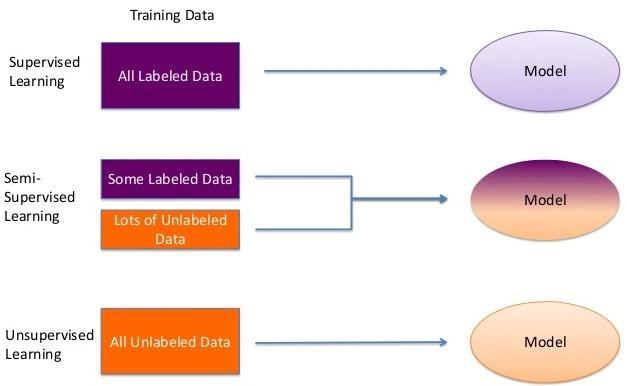 Training Data
Supervised
Learning
All Labeled Data
Model
Semi-
Supervised
Learning
Some Labeled Data
Lots of Unlabeled
Data
Model
Unsupervised
Learning
All Unlabeled Data
Model